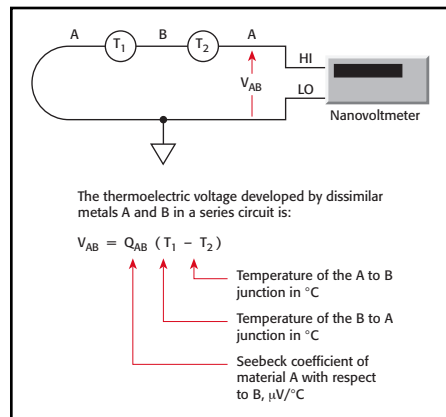 A T1 B T2 A
HI
VAB
LO
Nanovoltmeter
The thermoelectric voltage developed by dissimilar
metals A and B in a series circuit is:
VAB = QAB (T1 – T2)
Temperature of the A to B
junction in °C
Temperature of the B to A
junction in °C
Seebeck coefficient of
material A with respect
to B, µV/°C